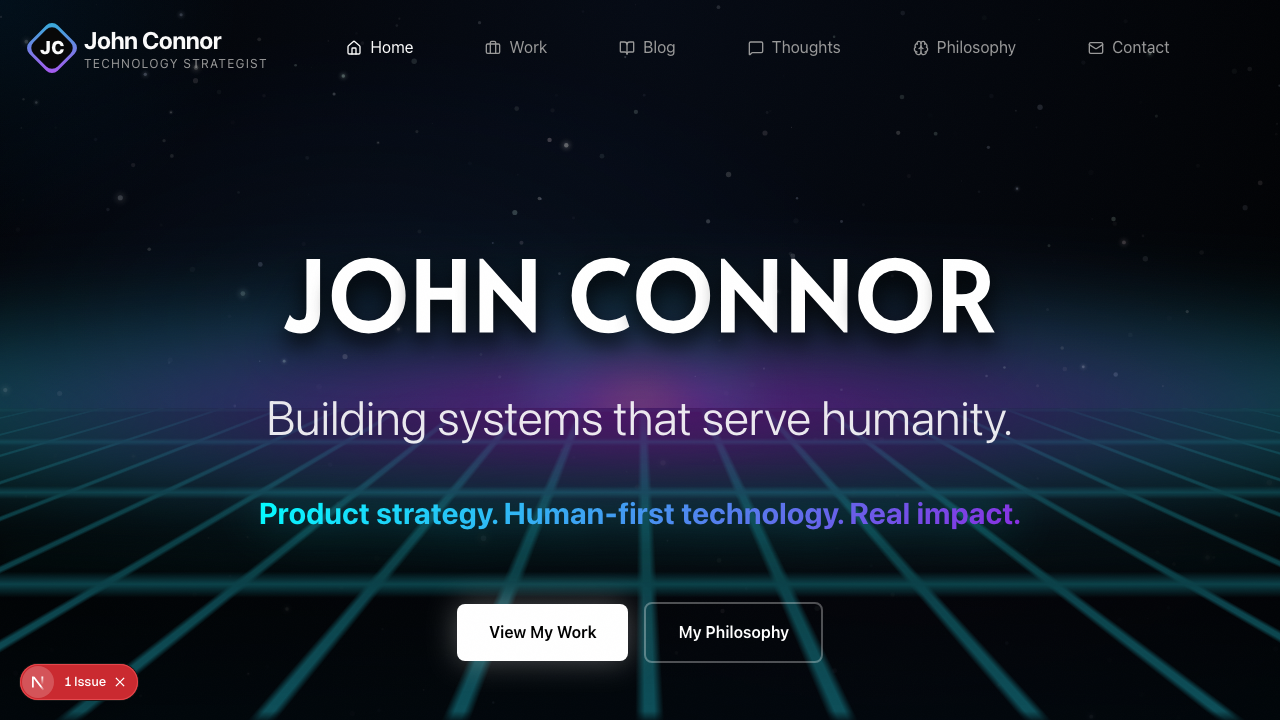 JC
John Connor
TECHNOLOGY STRATEGIST
Home
Work
Blog
Thoughts
Philosophy
Contact
JOHN CONNOR
Building systems that serve humanity.
Product strategy. Human-first technology. Real impact.
View My Work
My Philosophy
N
1 Issue